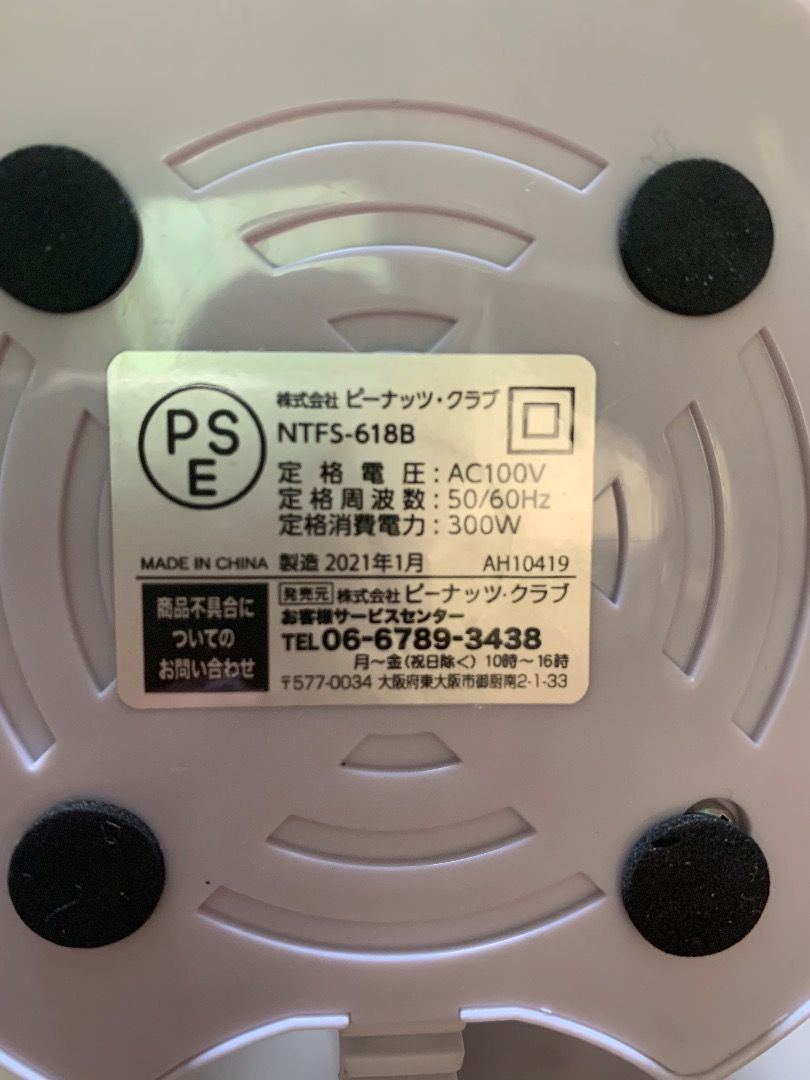 PSE
株式会社 ピーナッツ・クラブ
NTFS-618B
定格電圧：AC100V
定格周波数：50/60Hz
定格消費電力：300W
MADE IN CHINA 製造 2021年1月 AH10419
商品不具合に
ついての
お問い合わせ
発売元 株式会社 ピーナッツ・クラブ
お客様サービスセンター
TEL06-6789-3438
月～金（祝日除く）10時～16時
〒577-0034 大阪府東大阪市御厨南2-1-33